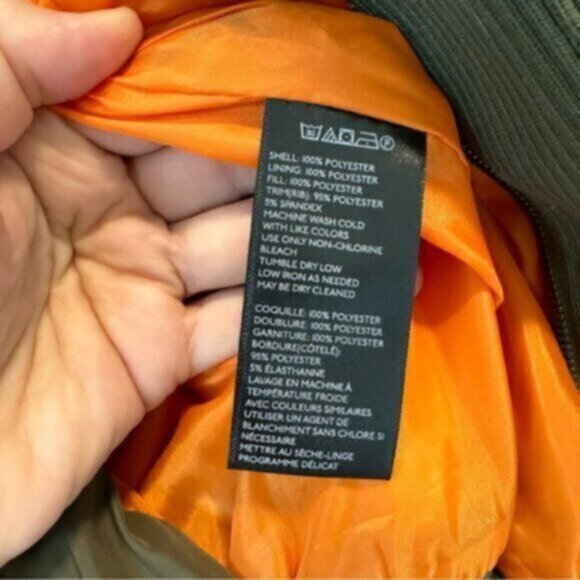 SHELL: 100% POLYESTER
LINING: 100% POLYESTER
FILL: 100% POLYESTER
TRIM(RIB): 95% POLYESTER
5% SPANDEX
MACHINE WASH COLD
WITH LIKE COLORS
USE ONLY NON-CHLORINE
BLEACH
TUMBLE DRY LOW
LOW IRON AS NEEDED
MAY BE DRY CLEANED
COQUILLE: 100% POLYESTER
DOUBLURE: 100% POLYESTER
GARNITURE: 100% POLYESTER
BORDURE(CÔTELÉ):
95% POLYESTER
5% ÉLASTHANNE
LAVAGE EN MACHINE À
TEMPÉRATURE FROIDE
AVEC COULEURS SIMILAIRES
UTILISER UN AGENT DE
BLANCHIMENT SANS CHLORE SI
NÉCESSAIRE
METTRE AU SÈCHE-LINGE
PROGRAMME DÉLICAT